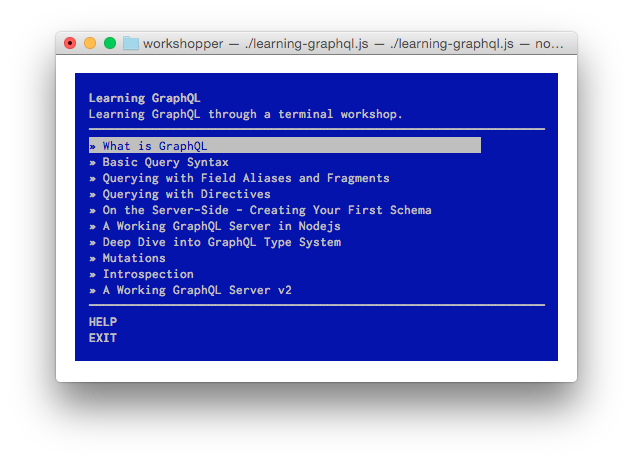 workshopper — ./learning-graphql.js — ./learning-graphql.js — no...
Learning GraphQL
Learning GraphQL through a terminal workshop.
» What is GraphQL
» Basic Query Syntax
» Querying with Field Aliases and Fragments
» Querying with Directives
» On the Server-Side - Creating Your First Schema
» A Working GraphQL Server in Nodejs
» Deep Dive into GraphQL Type System
» Mutations
» Introspection
» A Working GraphQL Server v2
HELP
EXIT